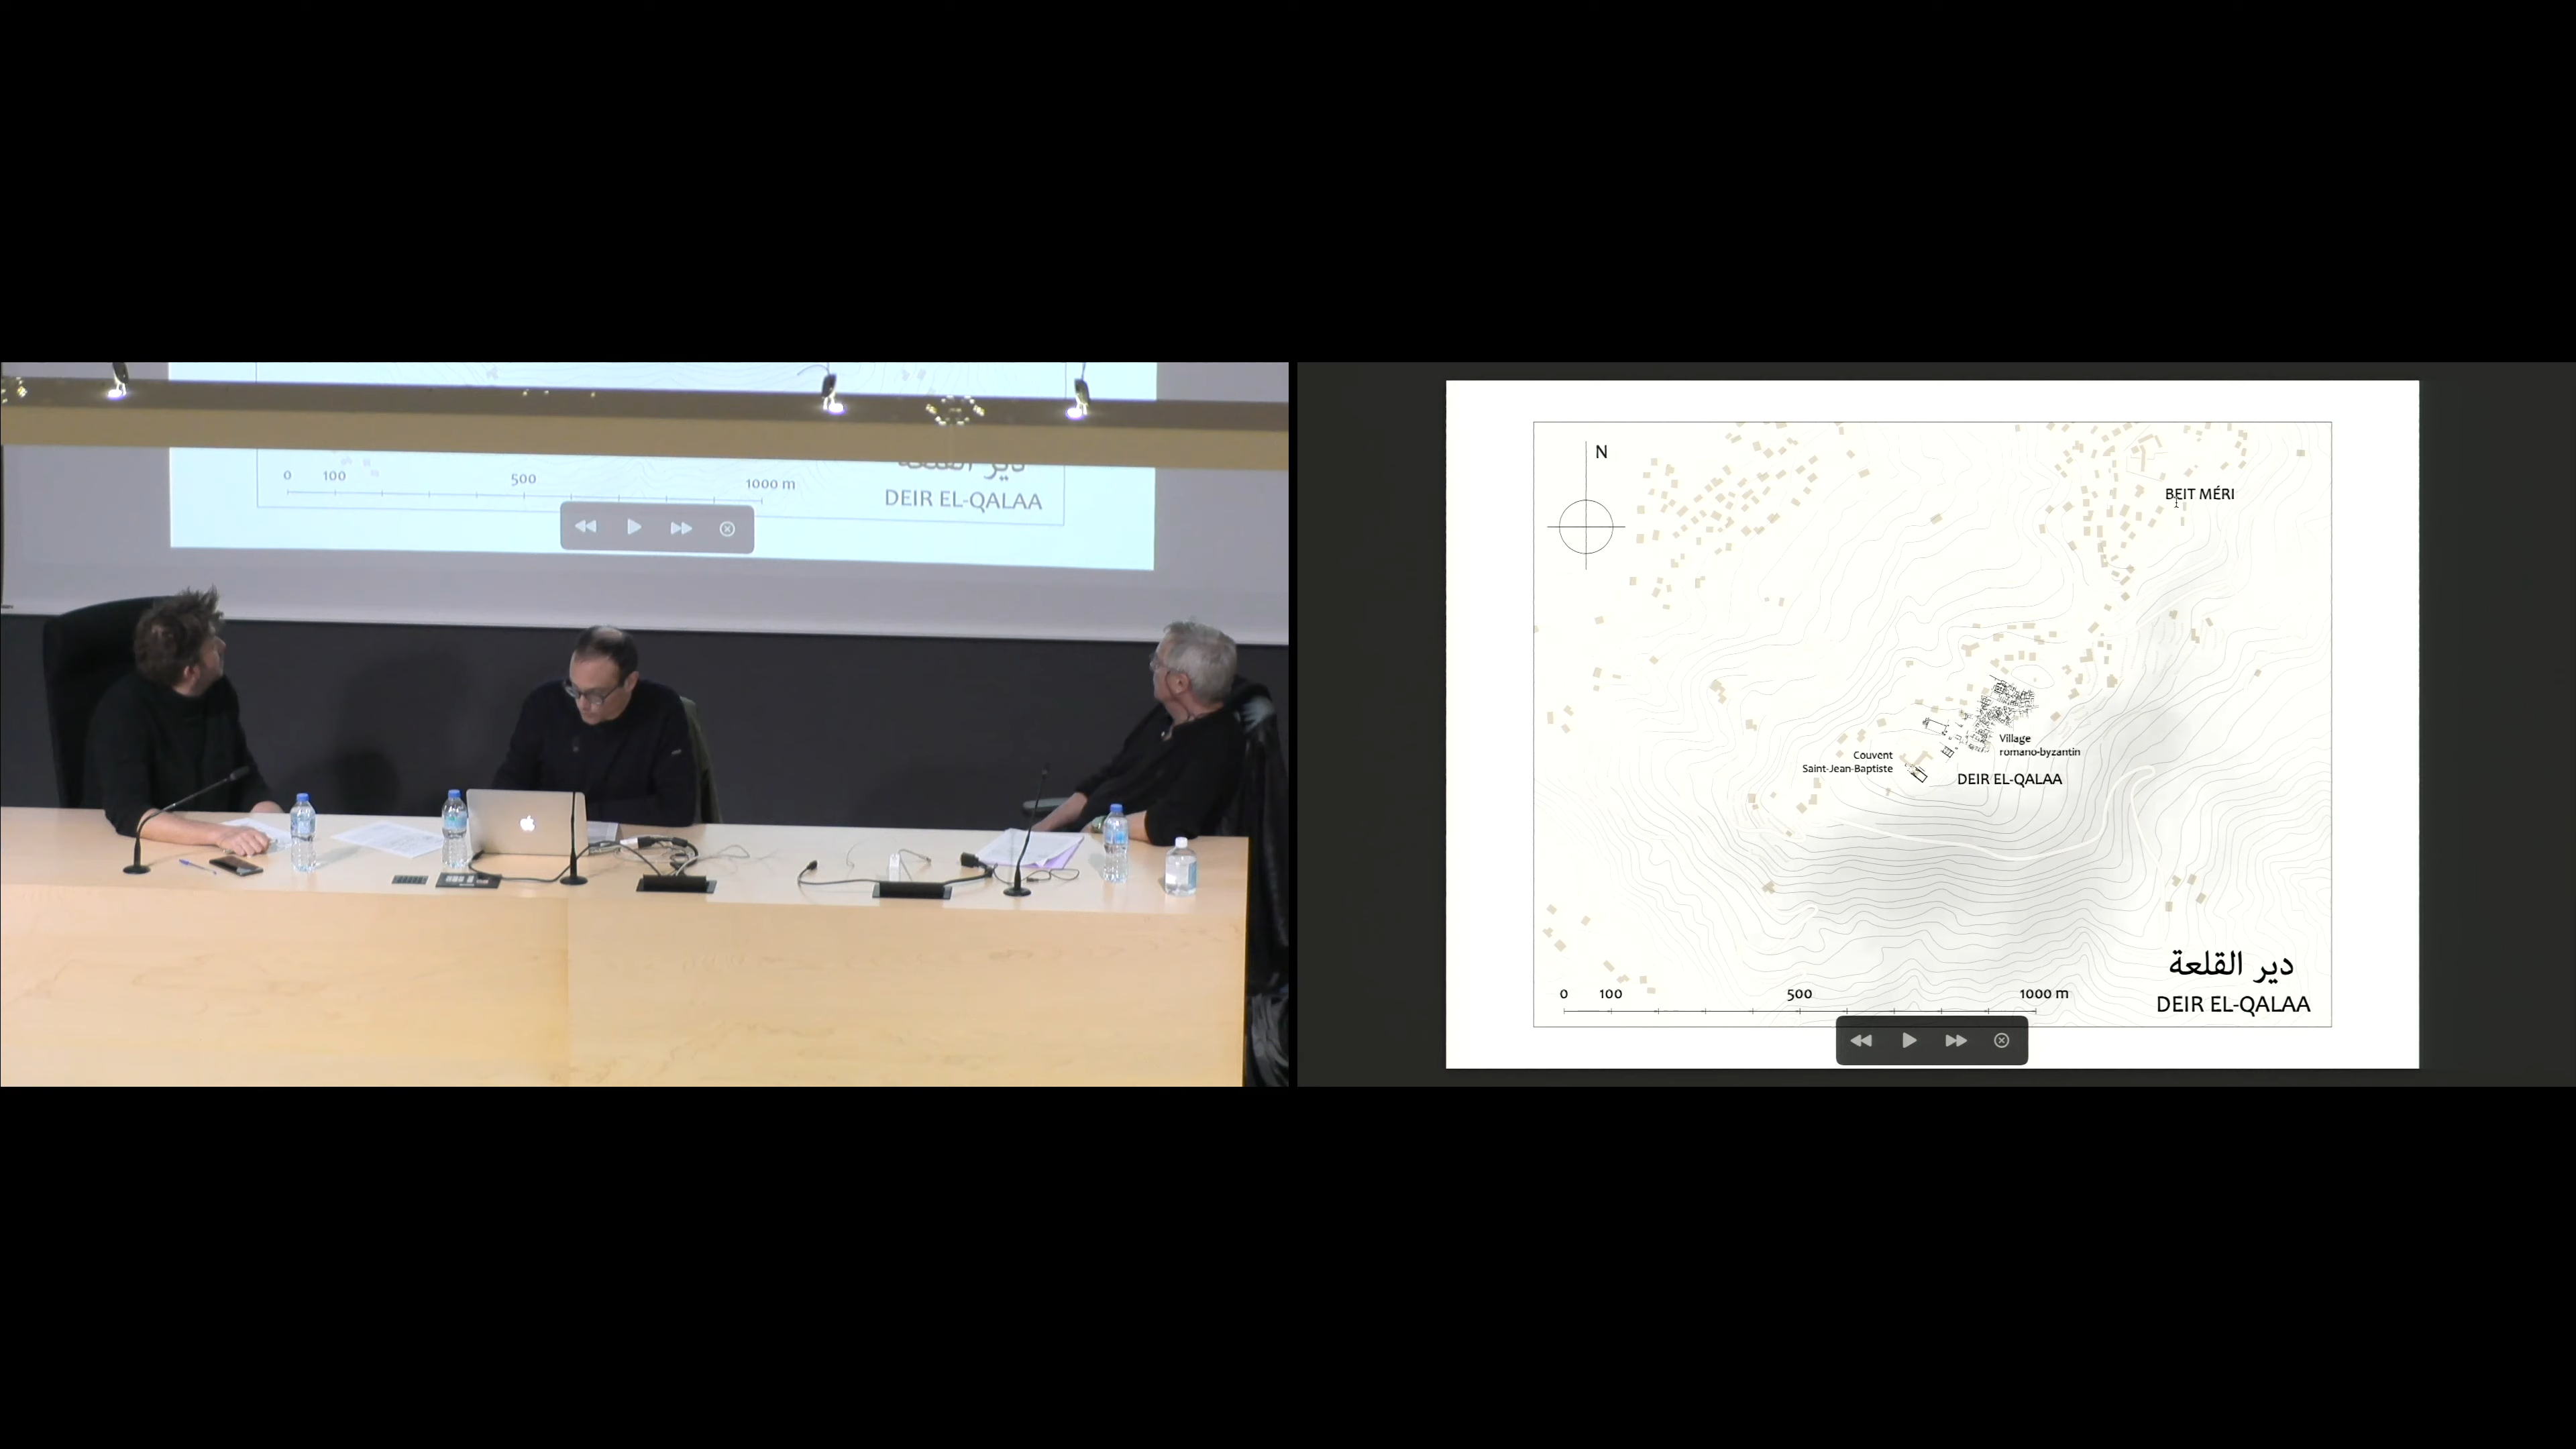 0 100 500 1000 m
دير القلعة
DEIR EL-QALAA
N
BEIT MÉRI
Village
romano-byzantin
Couvent
Saint-Jean-Baptiste
DEIR EL-QALAA
دير القلعة
DEIR EL-QALAA
0 100 500 1000 m